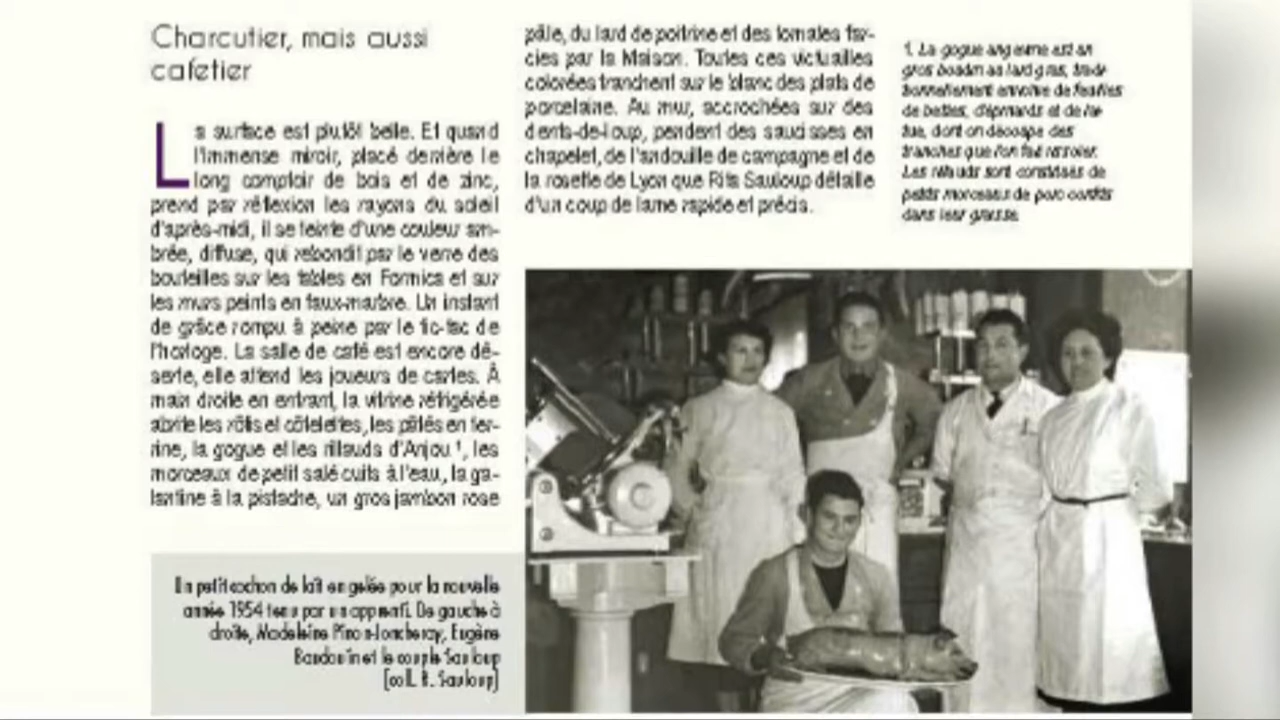 Charcutier, mais aussi
cafetier
La surface est plutôt belle. Et quand
l'immense miroir, placé derrière le
long comptoir de bois et de zinc,
prend par réflexion les rayons du soleil
d'après-midi, il se teinte d'une couleur am-
brée, diffuse, qui rebondit par le verre des
bouteilles sur les tables en Formica et sur
les murs peints en faux-marbre. Un instant
de grâce rompu à peine par le tic-tac de
l'horloge. La salle de café est encore dé-
serte, elle attend les joueurs de cartes. À
main droite en entrant, la vitrine réfrigérée
abrite les rôtis et côtelettes, les pâtés en ter-
rine, la gogue et les rillauds d'Anjou ¹, les
morceaux de petit salé cuits à l'eau, la ga-
lantine à la pistache, un gros jambon rose
pâle, du lard de poitrine et des tomates far-
cies par la Maison. Toutes ces victuailles
colorées tranchent sur le blanc des plats de
porcelaine. Au mur, accrochées sur des
dents-de-loup, pendent des saucisses en
chapelet, de l'andouille de campagne et de
la rosette de Lyon que Rita Sauloup détaille
d'un coup de lame rapide et précis.
1. La gogue angevine est un
gros boudin au lard gras, tradi-
tionnellement enrichie de feuilles
de bettes, d'épinards et de lai-
tue, dont on découpe des
tranches que l'on fait rissoler.
Les rillauds sont constitués de
petits morceaux de porc confits
dans leur graisse.
Un petit cochon de lait en gelée pour la nouvelle
année 1954 tenu par un apprenti. De gauche à
droite, Madeleine Pinon-Joncheray, Eugène
Baudouin et le couple Sauloup
(coll. R. Sauloup)